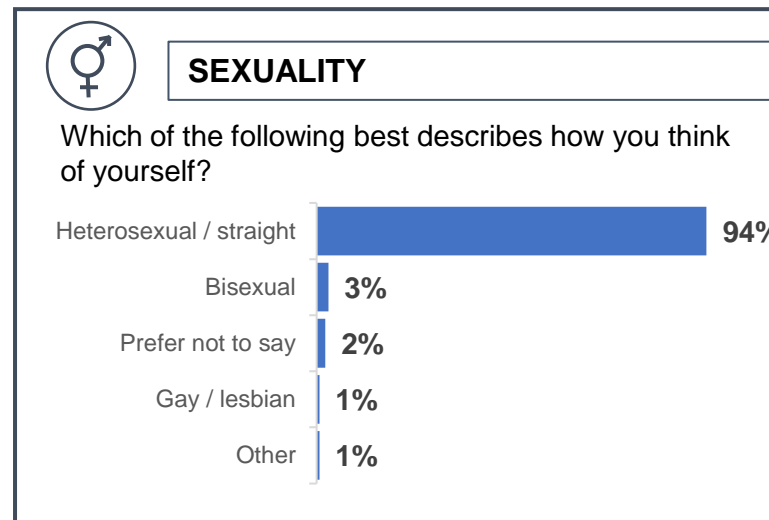 SEXUALITY
Which of the following best describes how you think
of yourself?
Heterosexual / straight 94%
Bisexual 3%
Prefer not to say 2%
Gay / lesbian 1%
Other 1%